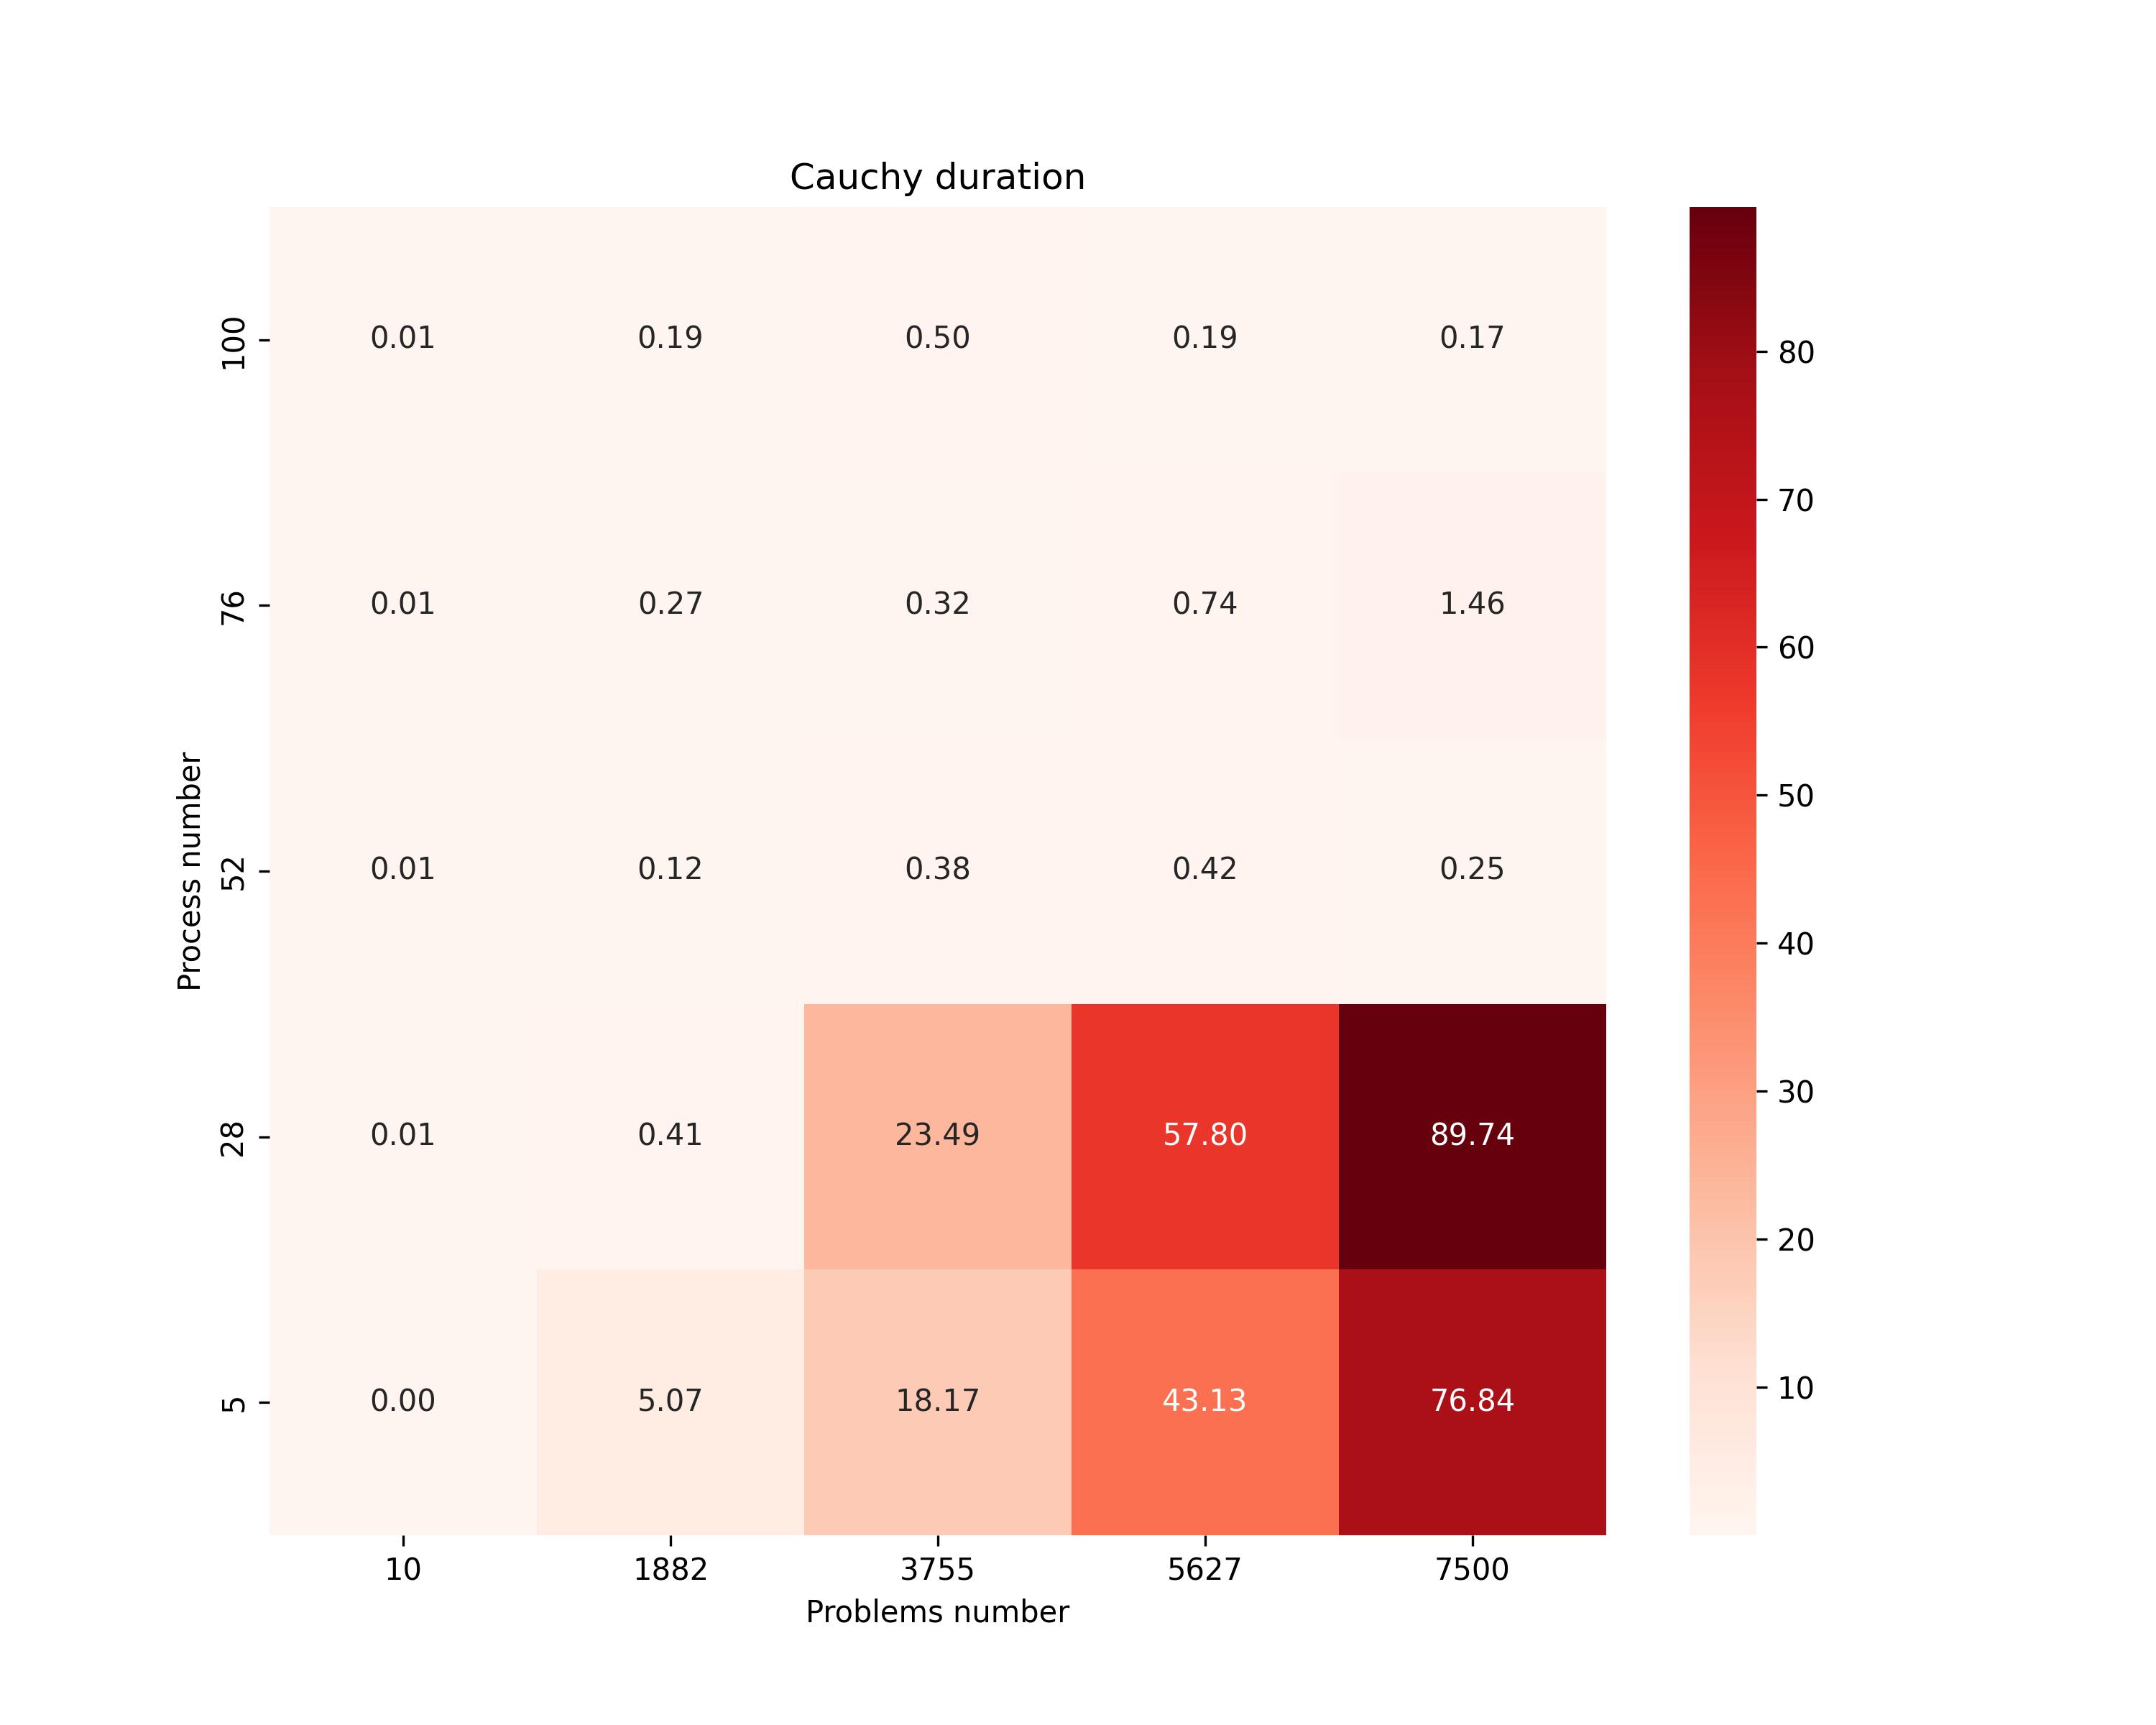 Cauchy duration
Process number
100 0.01 0.19 0.50 0.19 0.17
76 0.01 0.27 0.32 0.74 1.46
52 0.01 0.12 0.38 0.42 0.25
28 0.01 0.41 23.49 57.80 89.74
5 0.00 5.07 18.17 43.13 76.84
10 1882 3755 5627 7500
Problems number
80
70
60
50
40
30
20
10